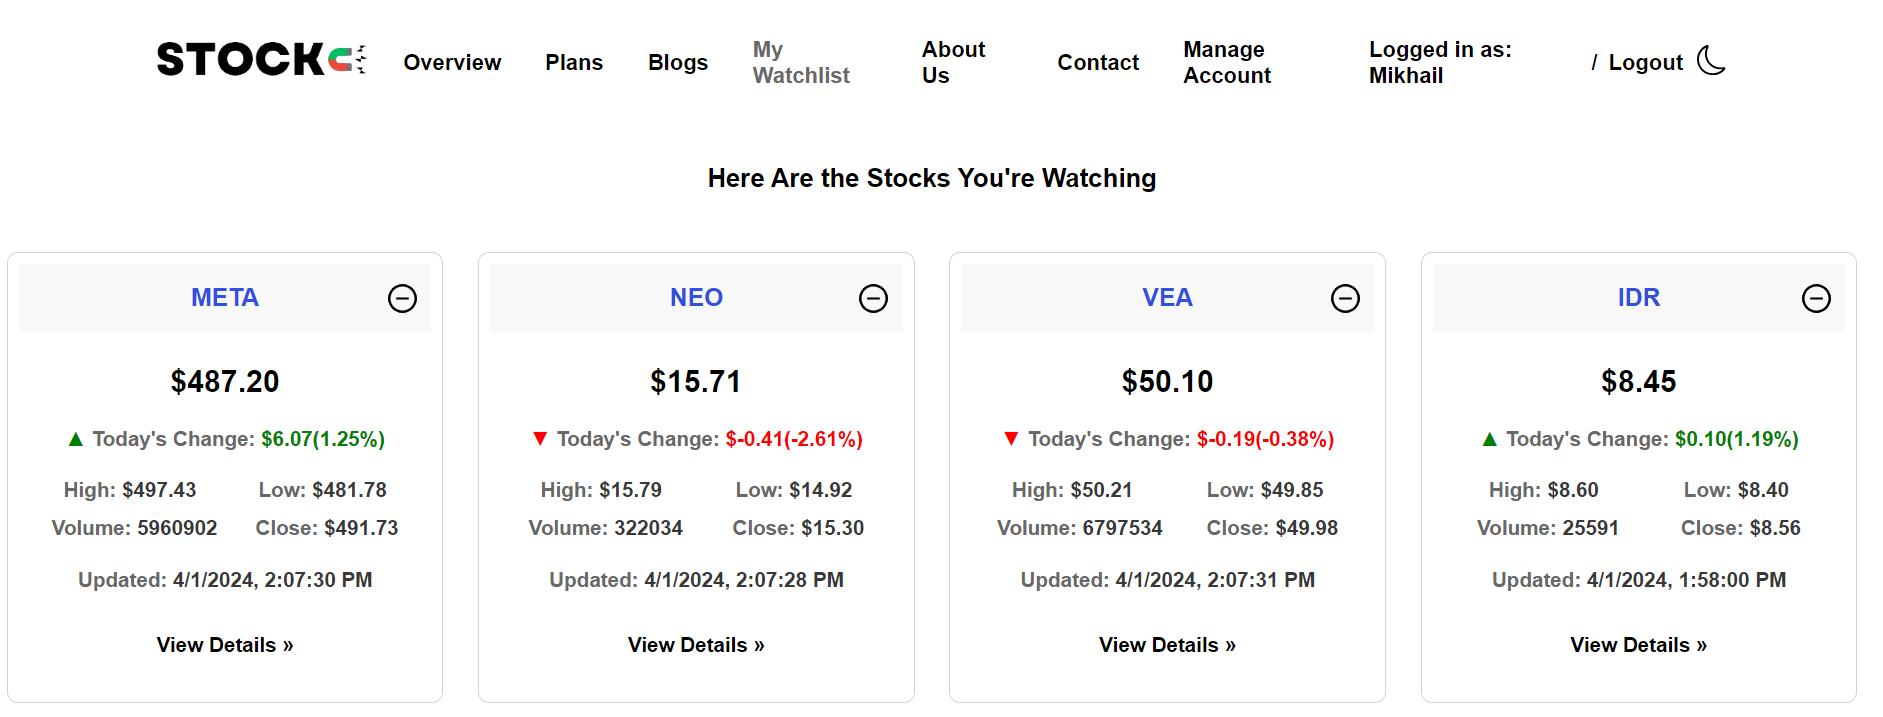 STOCK
Overview
Plans
Blogs
My
Watchlist
About
Us
Contact
Manage
Account
Logged in as:
Mikhail
/ Logout
Here Are the Stocks You're Watching
META
$487.20
▲ Today's Change: $6.07(1.25%)
High: $497.43 Low: $481.78
Volume: 5960902 Close: $491.73
Updated: 4/1/2024, 2:07:30 PM
View Details »
NEO
$15.71
▼ Today's Change: $-0.41(-2.61%)
High: $15.79 Low: $14.92
Volume: 322034 Close: $15.30
Updated: 4/1/2024, 2:07:28 PM
View Details »
VEA
$50.10
▼ Today's Change: $-0.19(-0.38%)
High: $50.21 Low: $49.85
Volume: 6797534 Close: $49.98
Updated: 4/1/2024, 2:07:31 PM
View Details »
IDR
$8.45
▲ Today's Change: $0.10(1.19%)
High: $8.60 Low: $8.40
Volume: 25591 Close: $8.56
Updated: 4/1/2024, 1:58:00 PM
View Details »